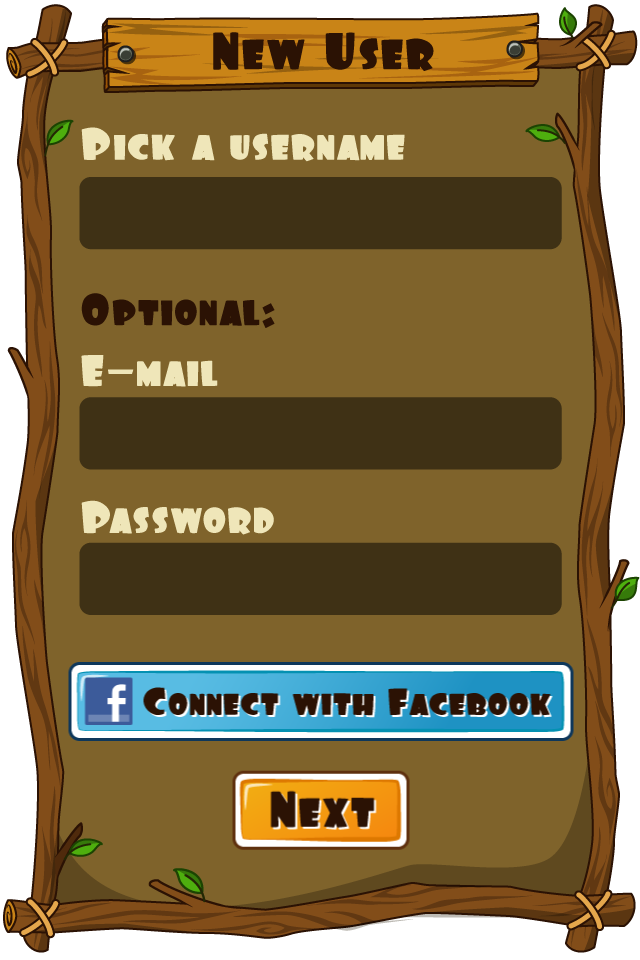 New User
Pick a username
Optional:
E-mail
Password
f Connect with Facebook
Next